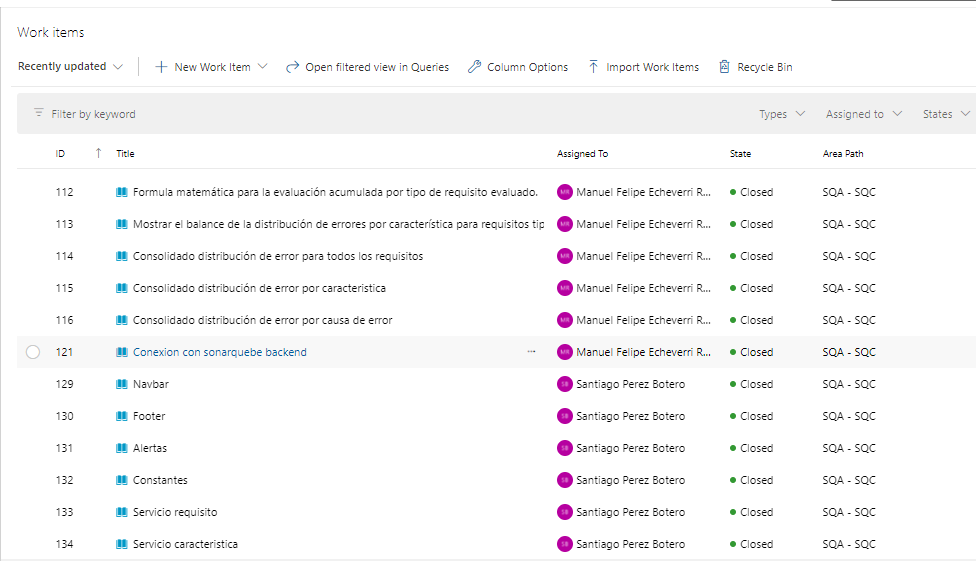 Work items
Recently updated New Work Item Open filtered view in Queries Column Options Import Work Items Recycle Bin
Filter by keyword Types Assigned to States
ID ↑ Title Assigned To State Area Path
112 Formula matemática para la evaluación acumulada por tipo de requisito evaluado. MR Manuel Felipe Echeverri R... Closed SQA - SQC
113 Mostrar el balance de la distribución de errores por característica para requisitos tip MR Manuel Felipe Echeverri R... Closed SQA - SQC
114 Consolidado distribución de error para todos los requisitos MR Manuel Felipe Echeverri R... Closed SQA - SQC
115 Consolidado distribución de error por caracteristica MR Manuel Felipe Echeverri R... Closed SQA - SQC
116 Consolidado distribución de error por causa de error MR Manuel Felipe Echeverri R... Closed SQA - SQC
121 Conexion con sonarquebe backend ... MR Manuel Felipe Echeverri R... Closed SQA - SQC
129 Navbar SB Santiago Perez Botero Closed SQA - SQC
130 Footer SB Santiago Perez Botero Closed SQA - SQC
131 Alertas SB Santiago Perez Botero Closed SQA - SQC
132 Constantes SB Santiago Perez Botero Closed SQA - SQC
133 Servicio requisito SB Santiago Perez Botero Closed SQA - SQC
134 Servicio caracteristica SB Santiago Perez Botero Closed SQA - SQC